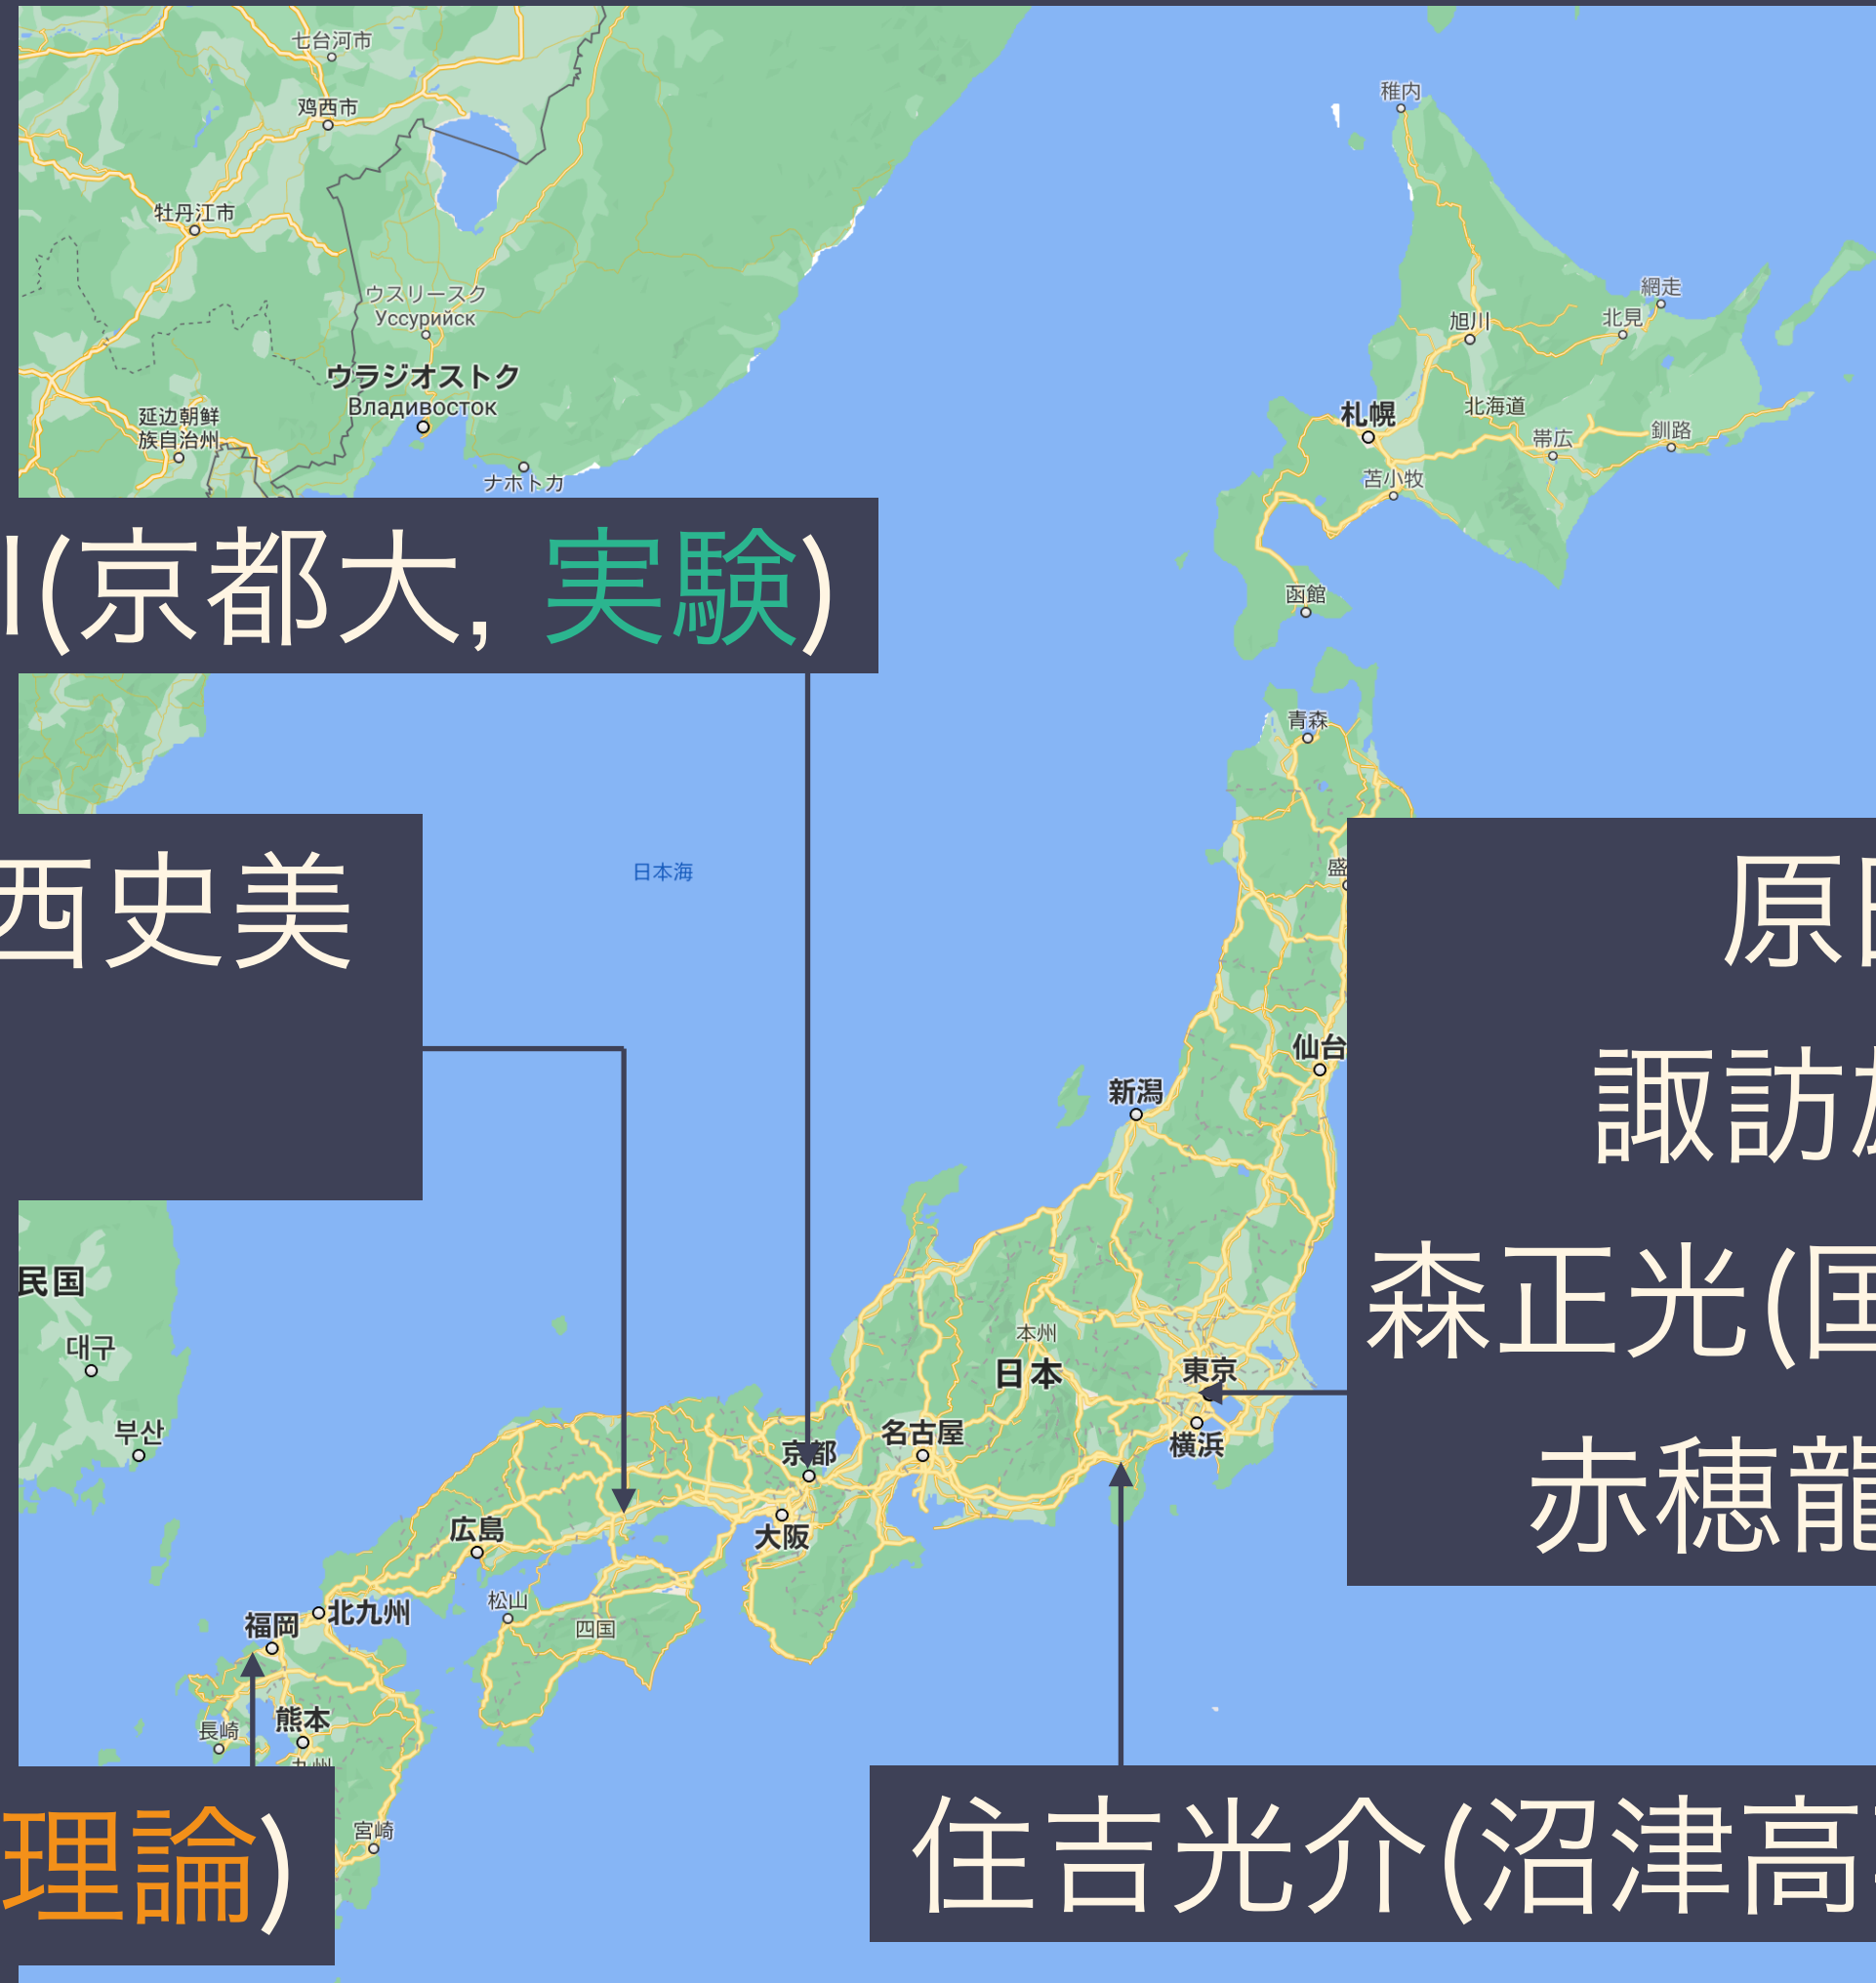 七台河市
稚内
鸡西市
牡丹江市
網走
ウスリースク
Уссурийск
旭川
北見
ウラジオストク
Владивосток
延边朝鲜
族自治州
札幌
北海道
釧路
帯広
ナホトカ
苫小牧
(京都大, 実験)
函館
青森
西史美
日本海
盛
原
仙台
諏訪
新潟
民国
森正光(
대구
本州
日本
東京
부산
名古屋
横浜
京都
赤穂龍
広島
大阪
松山
北九州
福岡
四国
熊本
長崎
九州
理論)
宮崎
住吉光介(沼津高